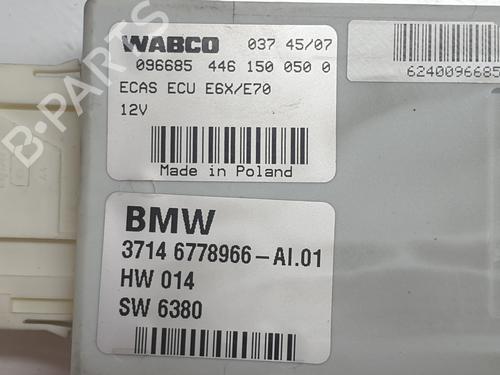 WABCO 037 45/07
096685 446 150 050 0
ECAS ECU E6X/E70
12V
Made in Poland
6240096685
BMW
3714 6778966-AI.01
HW 014
SW 6380
B-PARTS